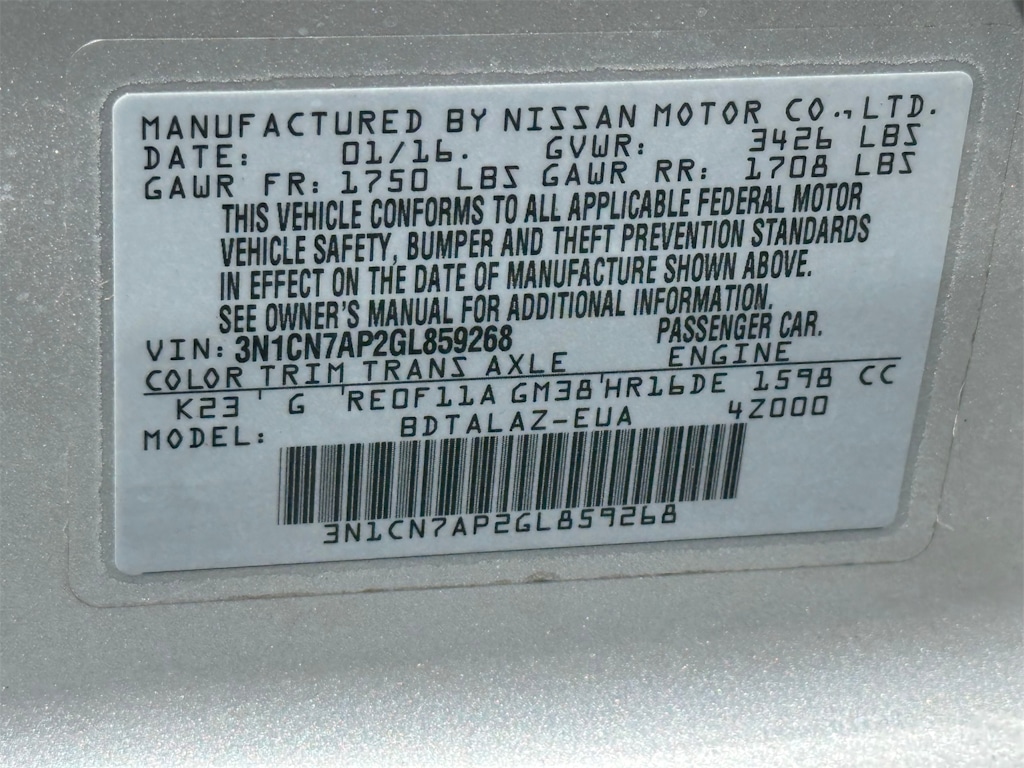 MANUFACTURED BY NISSAN MOTOR CO., LTD.
DATE: 01/16. GVWR: 3426 LBS
GAWR FR: 1750 LBS GAWR RR: 1708 LBS
THIS VEHICLE CONFORMS TO ALL APPLICABLE FEDERAL MOTOR
VEHICLE SAFETY, BUMPER AND THEFT PREVENTION STANDARDS
IN EFFECT ON THE DATE OF MANUFACTURE SHOWN ABOVE.
SEE OWNER'S MANUAL FOR ADDITIONAL INFORMATION.
VIN: 3N1CN7AP2GL859268 PASSENGER CAR.
COLOR TRIM TRANS AXLE ENGINE
K23 ' G ' RE0F11A GM38 ' HR16DE 1598 CC
MODEL: BDTALAZ-EUA 4Z000
3N1CN7AP2GL859268